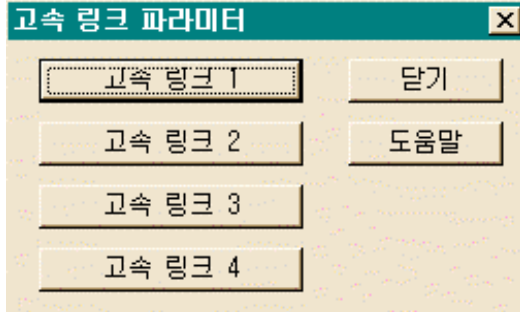 고속 링크 파라미터
고속 링크 1
닫기
고속 링크 2
도움말
고속 링크 3
고속 링크 4